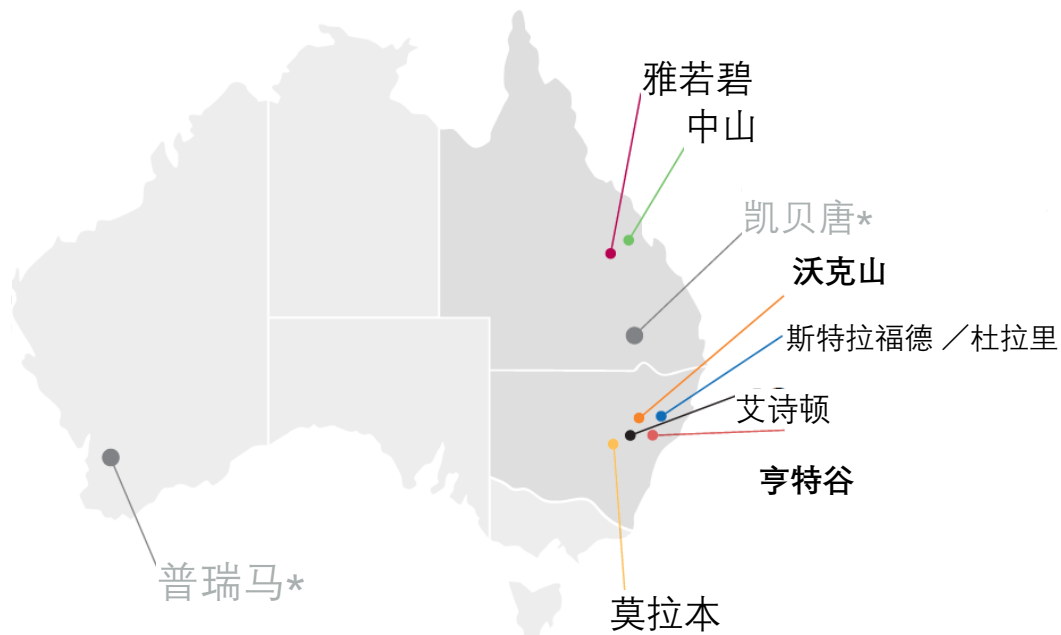 雅若碧
中山
凯贝唐*
沃克山
斯特拉福德／杜拉里
艾诗顿
亨特谷
普瑞马*
莫拉本